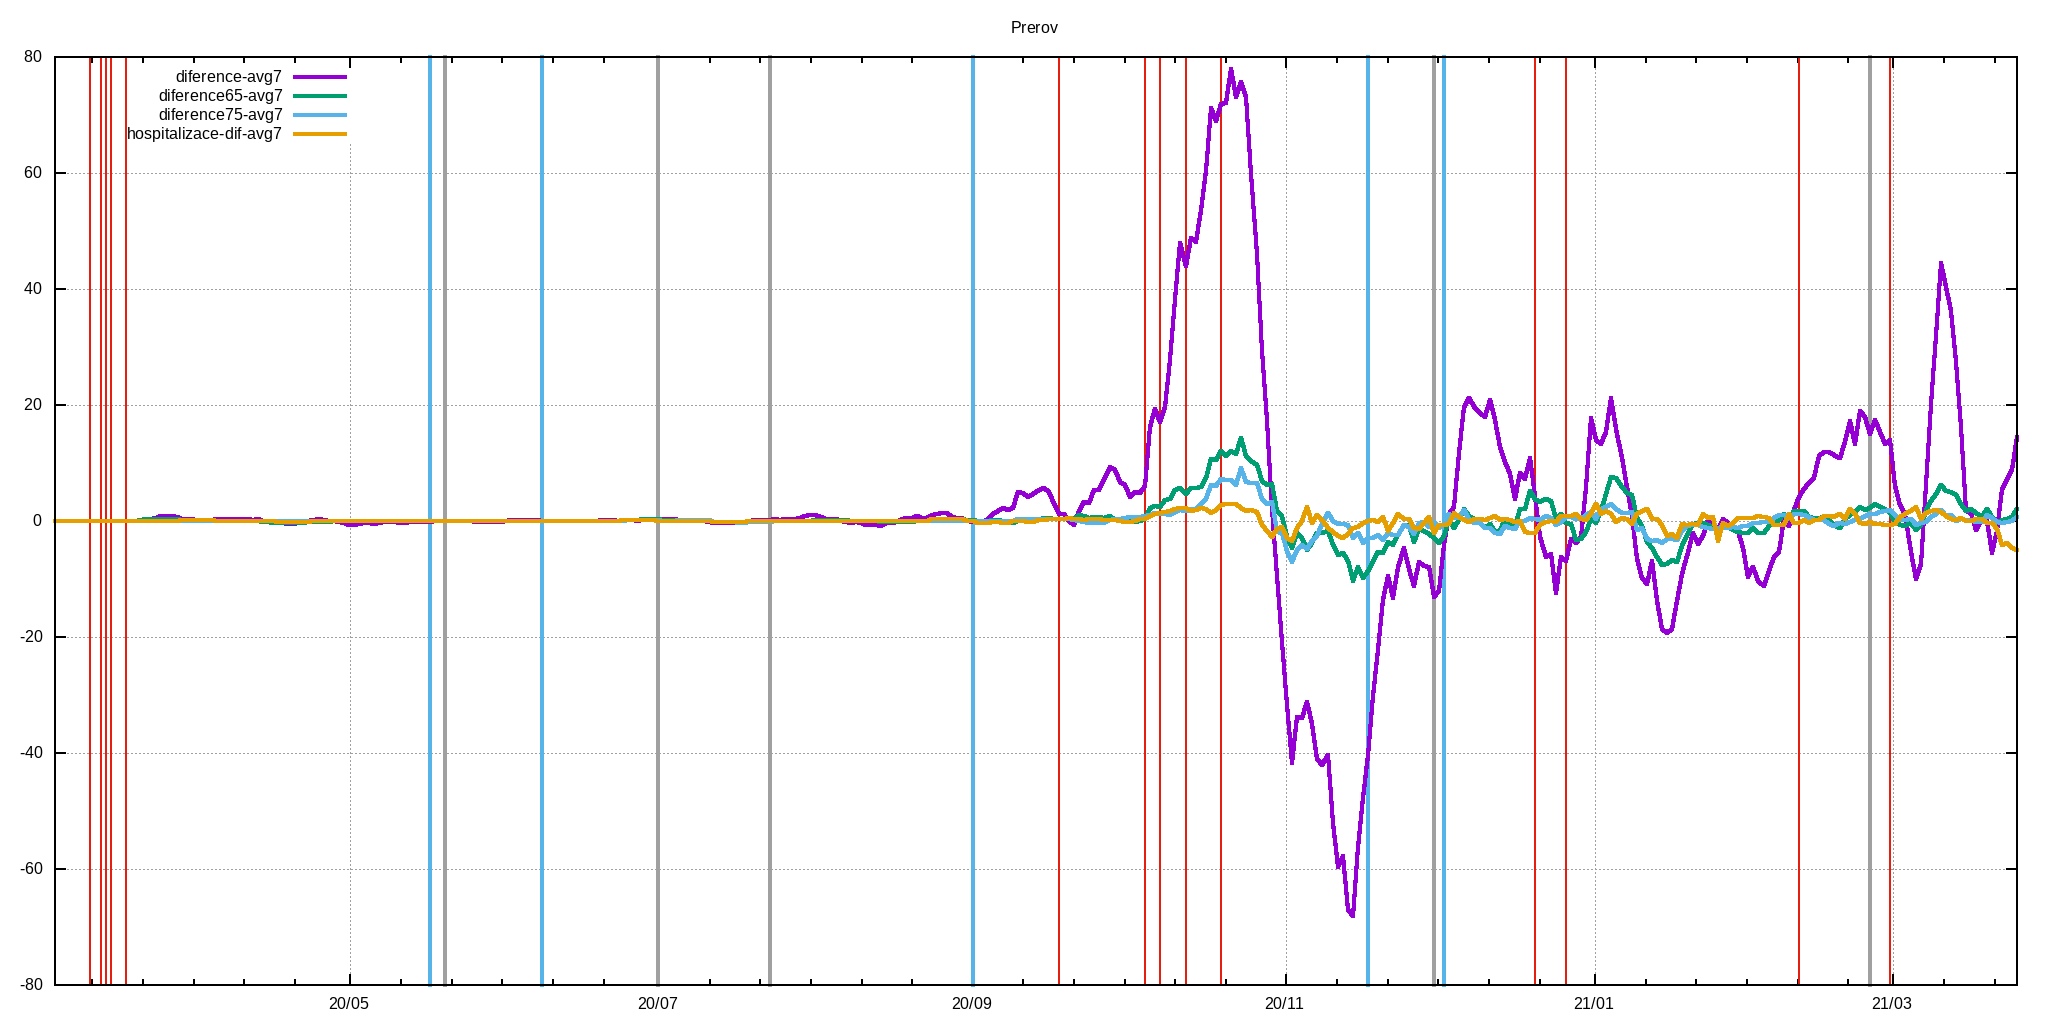 Prerov
diference-avg7
diference65-avg7
diference75-avg7
hospitalizace-dif-avg7
80
60
40
20
0
-20
-40
-60
-80
20/05 20/07 20/09 20/11 21/01 21/03